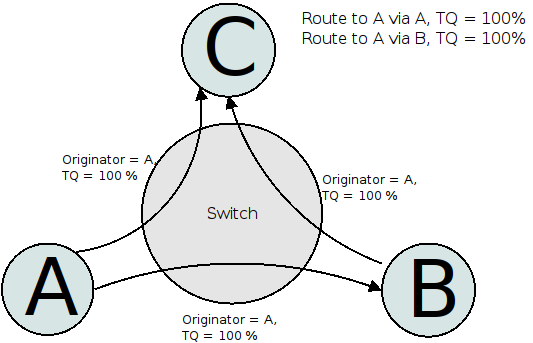 C
Route to A via A, TQ = 100%
Route to A via B, TQ = 100%
Originator = A,
TQ = 100 %
Originator = A,
TQ = 100 %
Switch
A
B
Originator = A,
TQ = 100 %